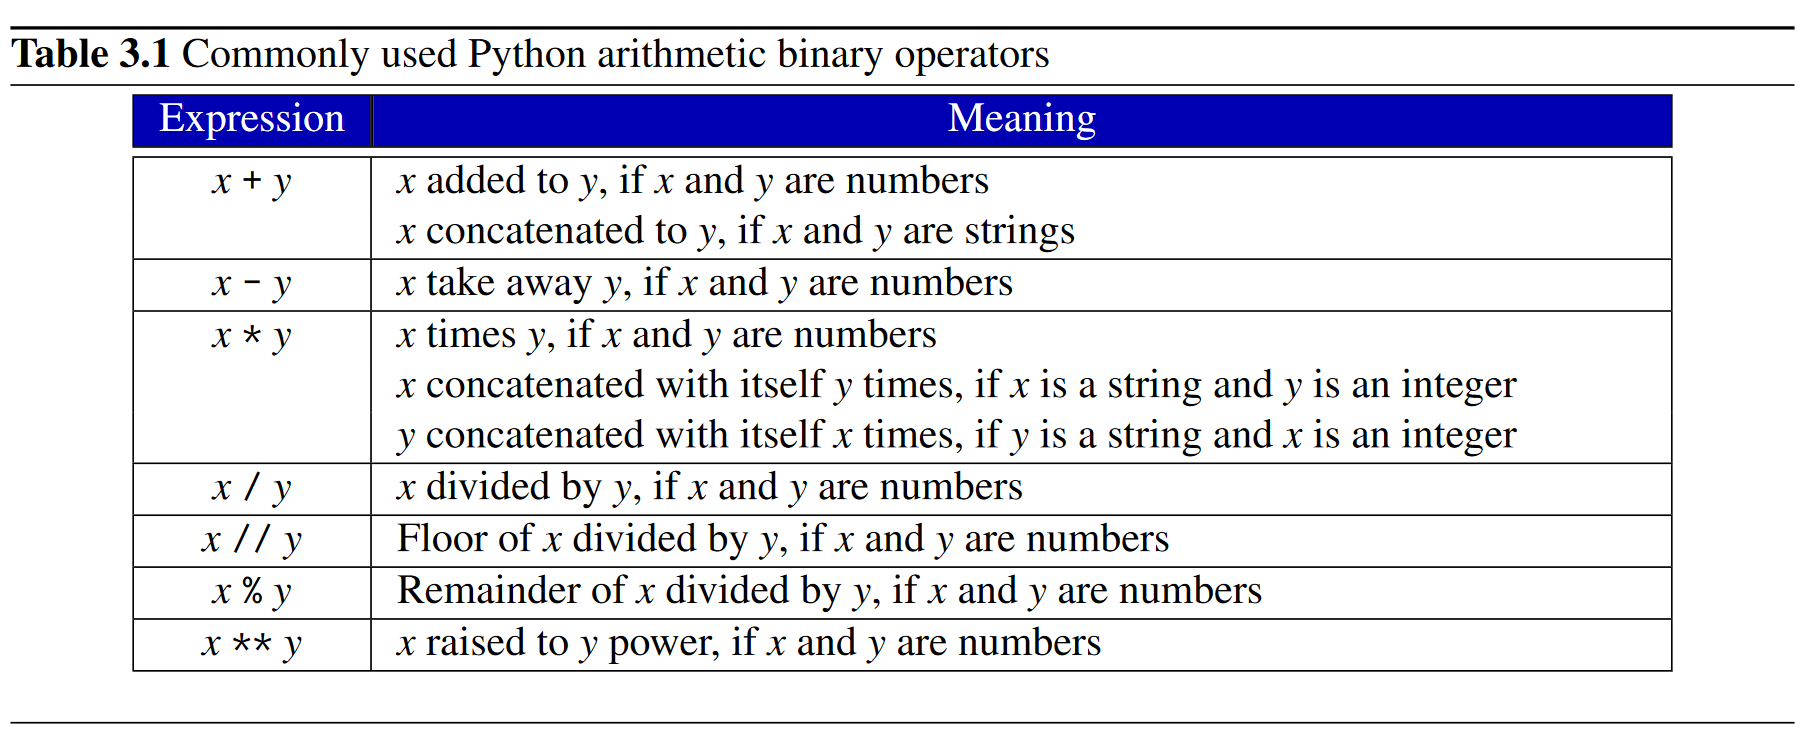 Table 3.1 Commonly used Python arithmetic binary operators
Expression Meaning
x + y x added to y, if x and y are numbers
x concatenated to y, if x and y are strings
x - y x take away y, if x and y are numbers
x * y x times y, if x and y are numbers
x concatenated with itself y times, if x is a string and y is an integer
y concatenated with itself x times, if y is a string and x is an integer
x / y x divided by y, if x and y are numbers
x // y Floor of x divided by y, if x and y are numbers
x % y Remainder of x divided by y, if x and y are numbers
x ** y x raised to y power, if x and y are numbers